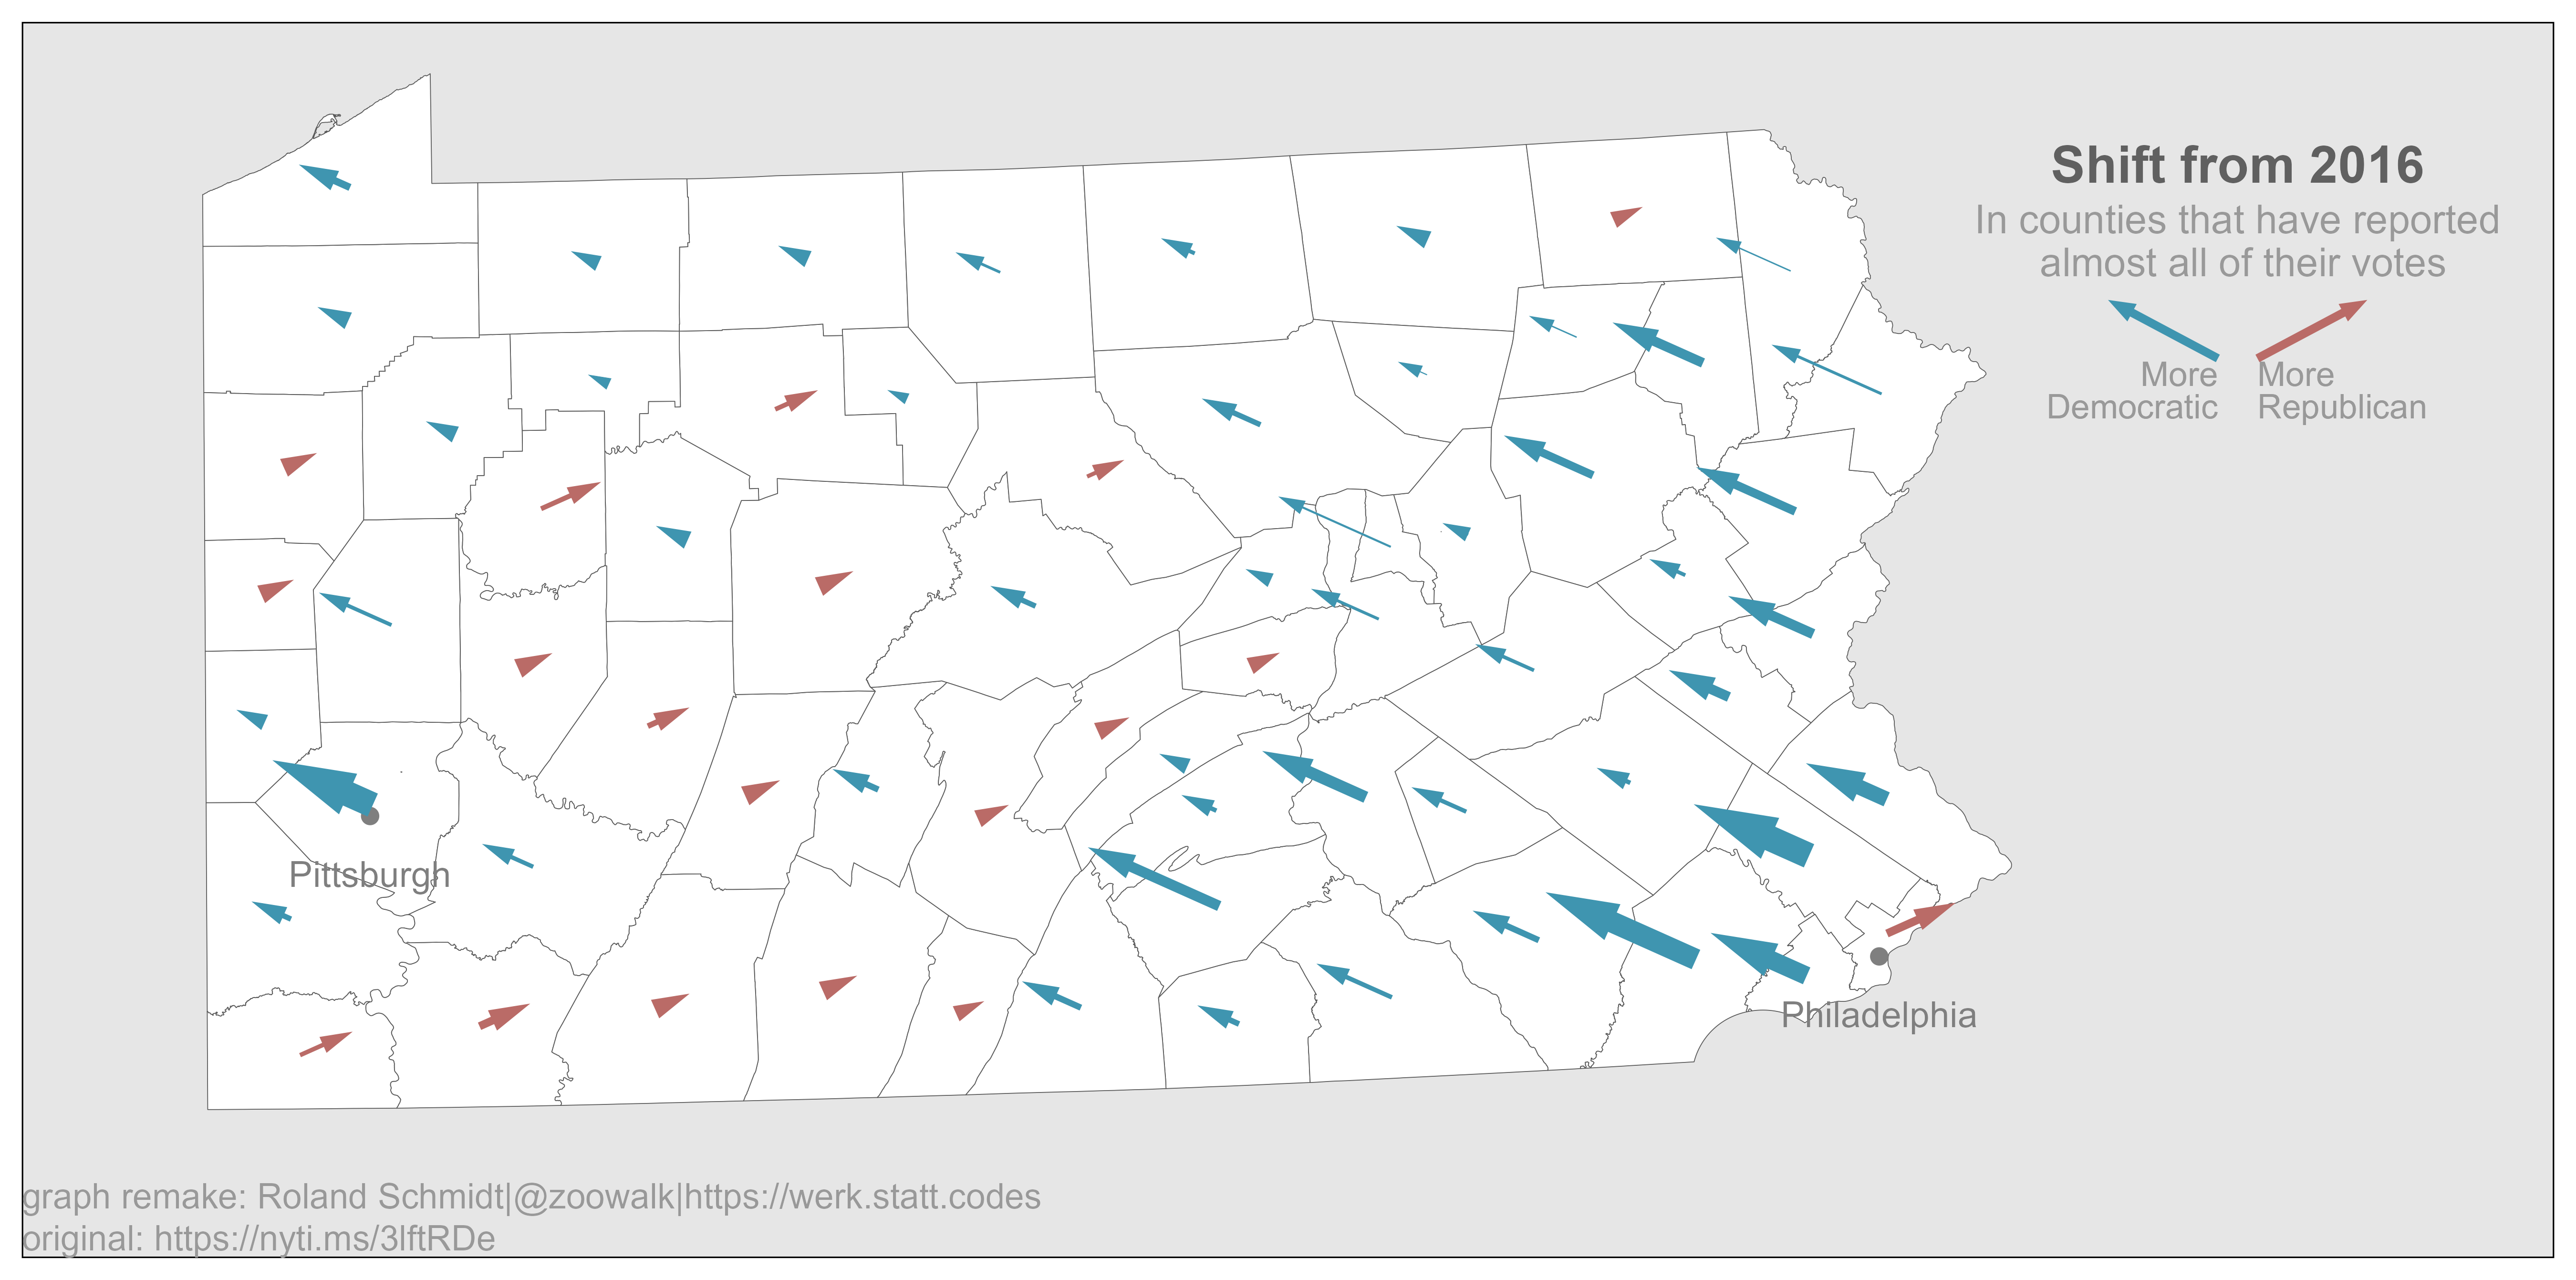 Shift from 2016
In counties that have reported
almost all of their votes
More
Democratic
More
Republican
Pittsburgh
Philadelphia
graph remake: Roland Schmidt|@zoowalk|https://werk.statt.codes
original: https://nyti.ms/3lftRDe